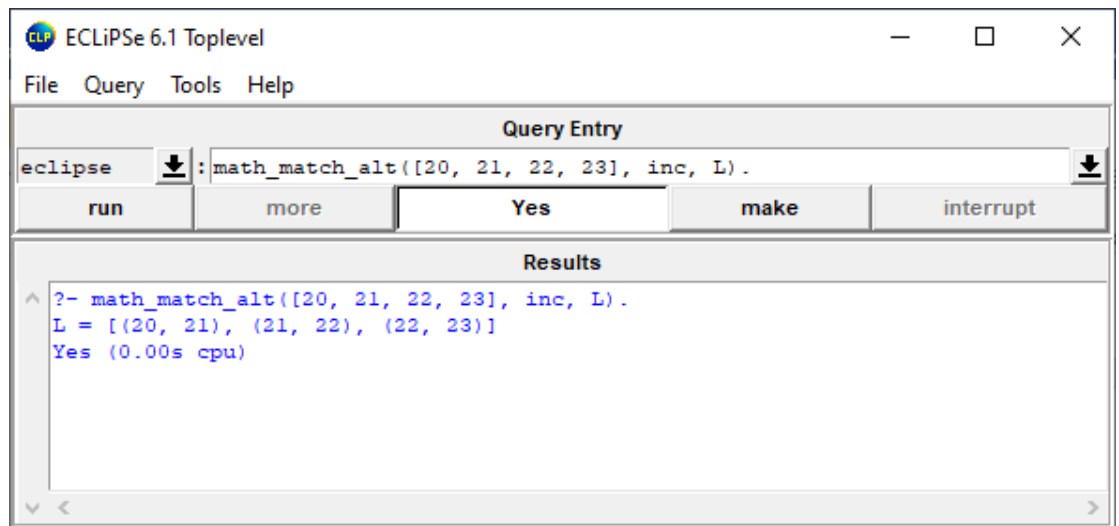 CLP ECLiPSe 6.1 Toplevel
File Query Tools Help
Query Entry
eclipse : math_match_alt([20, 21, 22, 23], inc, L).
run more Yes make interrupt
Results
?- math_match_alt([20, 21, 22, 23], inc, L).
L = [(20, 21), (21, 22), (22, 23)]
Yes (0.00s cpu)